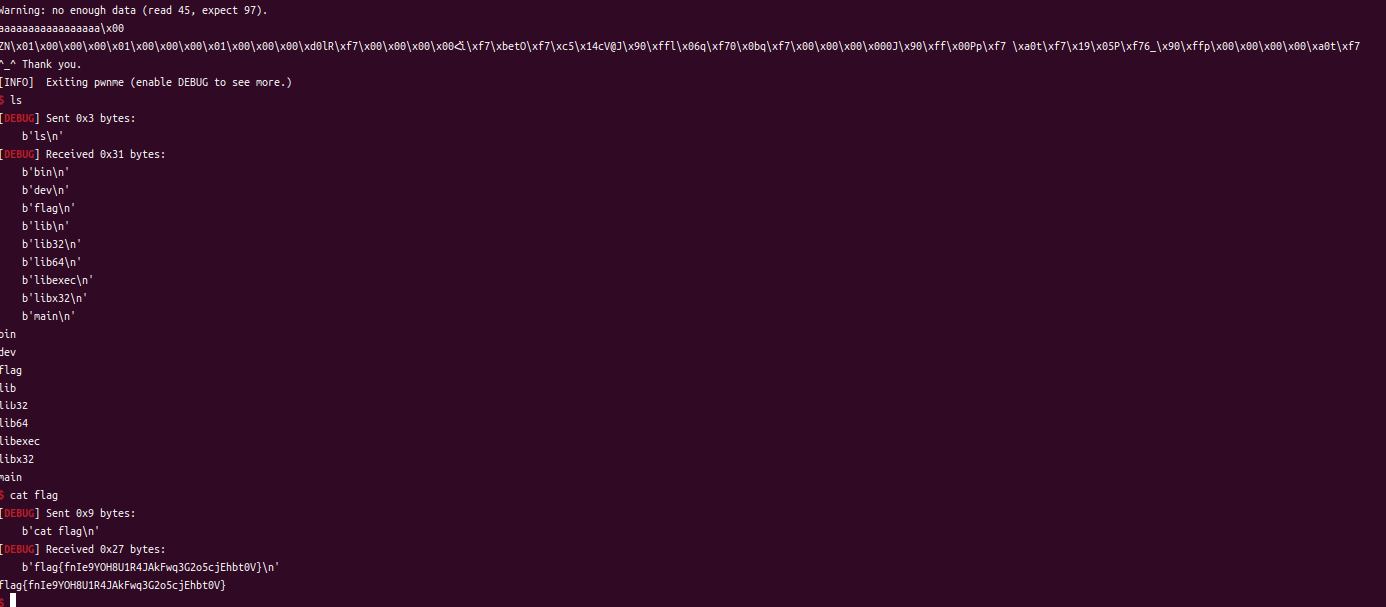 Warning: no enough data (read 45, expect 97).
aaaaaaaaaaaaaaaaa\x00
ZN\x01\x00\x00\x00\x01\x00\x00\x00\x01\x00\x00\x00\xd0lR\xf7\x00\x00\x00\x00<i\xf7\xbetO\xf7\xc5\x14cV@J\x90\xffl\x06q\xf70\x0bq\xf7\x00\x00\x00\x000J\x90\xff\x00Pp\xf7 \xa0t\xf7\x19\x05P\xf76_\x90\xffp\x00\x00\x00\x00\xa0t\xf7
^_^ Thank you.
[INFO]  Exiting pwnme (enable DEBUG to see more.)
$ ls
[DEBUG] Sent 0x3 bytes:
b'ls\n'
[DEBUG] Received 0x31 bytes:
b'bin\n'
b'dev\n'
b'flag\n'
b'lib\n'
b'lib32\n'
b'lib64\n'
b'libexec\n'
b'libx32\n'
b'main\n'
bin
dev
flag
lib
lib32
lib64
libexec
libx32
main
$ cat flag
[DEBUG] Sent 0x9 bytes:
b'cat flag\n'
[DEBUG] Received 0x27 bytes:
b'flag{fnIe9YOH8U1R4JAkFwq3G2o5cjEhbt0V}\n'
flag{fnIe9YOH8U1R4JAkFwq3G2o5cjEhbt0V}
$